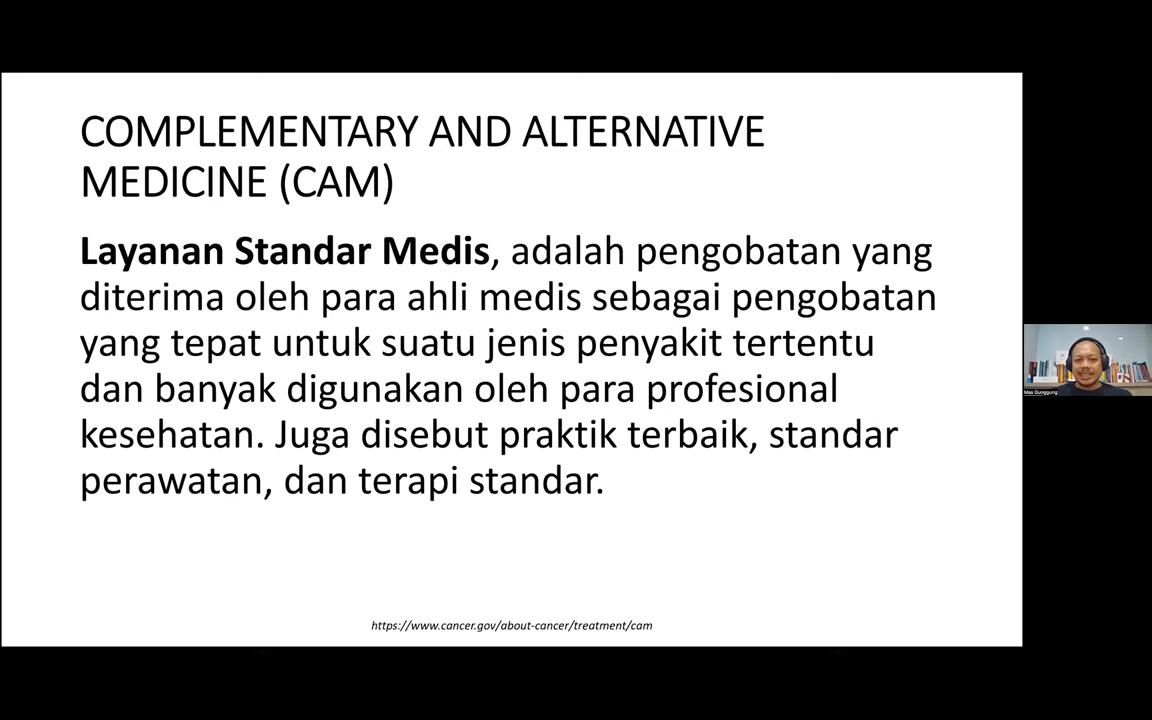 COMPLEMENTARY AND ALTERNATIVE
MEDICINE (CAM)
Layanan Standar Medis, adalah pengobatan yang
diterima oleh para ahli medis sebagai pengobatan
yang tepat untuk suatu jenis penyakit tertentu
dan banyak digunakan oleh para profesional
kesehatan. Juga disebut praktik terbaik, standar
perawatan, dan terapi standar.
https://www.cancer.gov/about-cancer/treatment/cam
Mas Gunggung